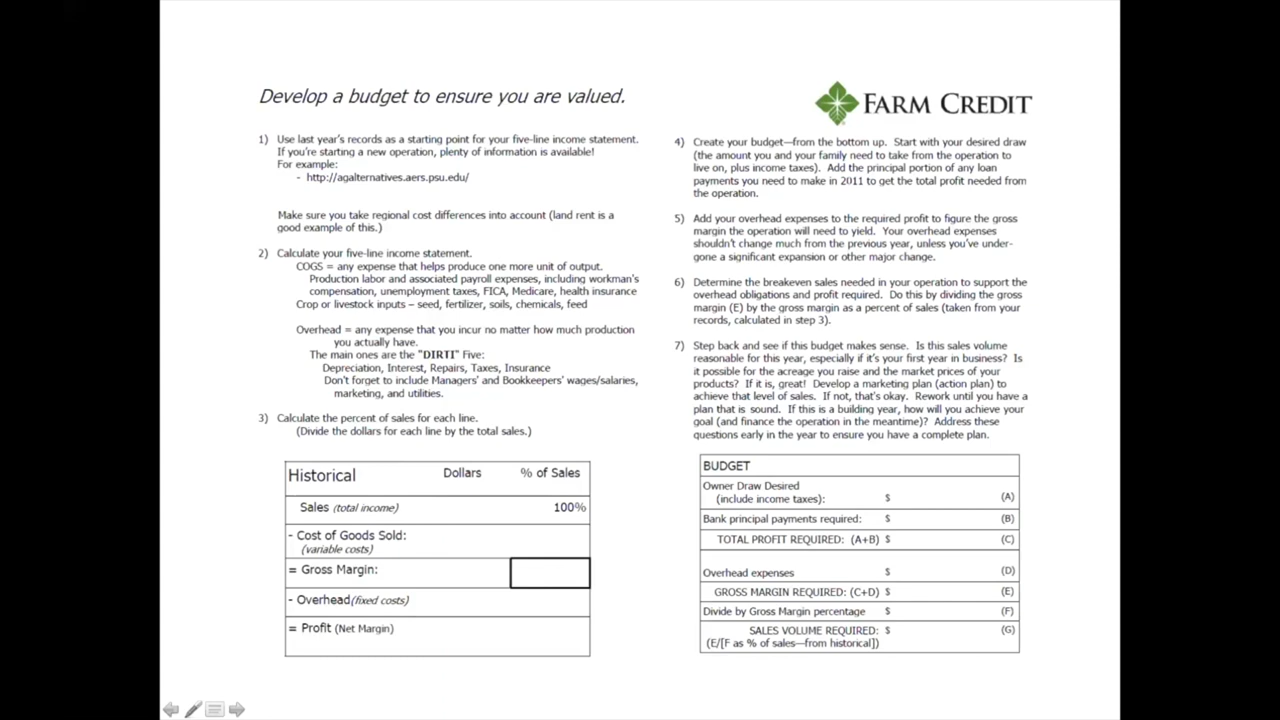 Develop a budget to ensure you are valued.
1) Use last year's records as a starting point for your five-line income statement.
If you're starting a new operation, plenty of information is available!
For example:
- http://agalternatives.aers.psu.edu/
Make sure you take regional cost differences into account (land rent is a
good example of this.)
2) Calculate your five-line income statement.
COGS = any expense that helps produce one more unit of output.
Production labor and associated payroll expenses, including workman's
compensation, unemployment taxes, FICA, Medicare, health insurance
Crop or livestock inputs – seed, fertilizer, soils, chemicals, feed
Overhead = any expense that you incur no matter how much production
you actually have.
The main ones are the "DIRTI" Five:
Depreciation, Interest, Repairs, Taxes, Insurance
Don't forget to include Managers' and Bookkeepers' wages/salaries,
marketing, and utilities.
3) Calculate the percent of sales for each line.
(Divide the dollars for each line by the total sales.)
Historical Dollars % of Sales
Sales (total income) 100%
- Cost of Goods Sold:
(variable costs)
= Gross Margin:
- Overhead(fixed costs)
= Profit (Net Margin)
FARM CREDIT
4) Create your budget—from the bottom up. Start with your desired draw
(the amount you and your family need to take from the operation to
live on, plus income taxes). Add the principal portion of any loan
payments you need to make in 2011 to get the total profit needed from
the operation.
5) Add your overhead expenses to the required profit to figure the gross
margin the operation will need to yield. Your overhead expenses
shouldn't change much from the previous year, unless you've under-
gone a significant expansion or other major change.
6) Determine the breakeven sales needed in your operation to support the
overhead obligations and profit required. Do this by dividing the gross
margin (E) by the gross margin as a percent of sales (taken from your
records, calculated in step 3).
7) Step back and see if this budget makes sense. Is this sales volume
reasonable for this year, especially if it's your first year in business? Is
it possible for the acreage you raise and the market prices of your
products? If it is, great! Develop a marketing plan (action plan) to
achieve that level of sales. If not, that's okay. Rework until you have a
plan that is sound. If this is a building year, how will you achieve your
goal (and finance the operation in the meantime)? Address these
questions early in the year to ensure you have a complete plan.
BUDGET
Owner Draw Desired
(include income taxes): $ (A)
Bank principal payments required: $ (B)
TOTAL PROFIT REQUIRED: (A+B) $ (C)
Overhead expenses $ (D)
GROSS MARGIN REQUIRED: (C+D) $ (E)
Divide by Gross Margin percentage $ (F)
SALES VOLUME REQUIRED: $ (G)
(E/[F as % of sales—from historical])